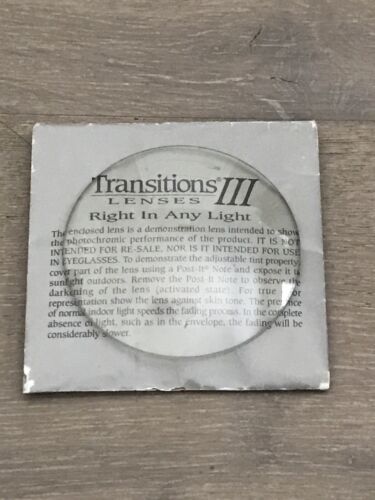 Transitions® III
LENSES
Right In Any Light
The enclosed lens is a demonstration lens intended to show
the photochromic performance of the product. IT IS NOT
INTENDED FOR RE-SALE, NOR IS IT INTENDED FOR USE
IN EYEGLASSES. To demonstrate the adjustable tint property,
cover part of the lens using a Post-It® Note and expose it to
sunlight outdoors. Remove the Post-It Note to observe the
darkening of the lens (activated state). For true
representation show the lens against skin tone. The presence
of normal indoor light speeds the fading process. In the complete
absence of light, such as in the envelope, the fading will be
considerably slower.